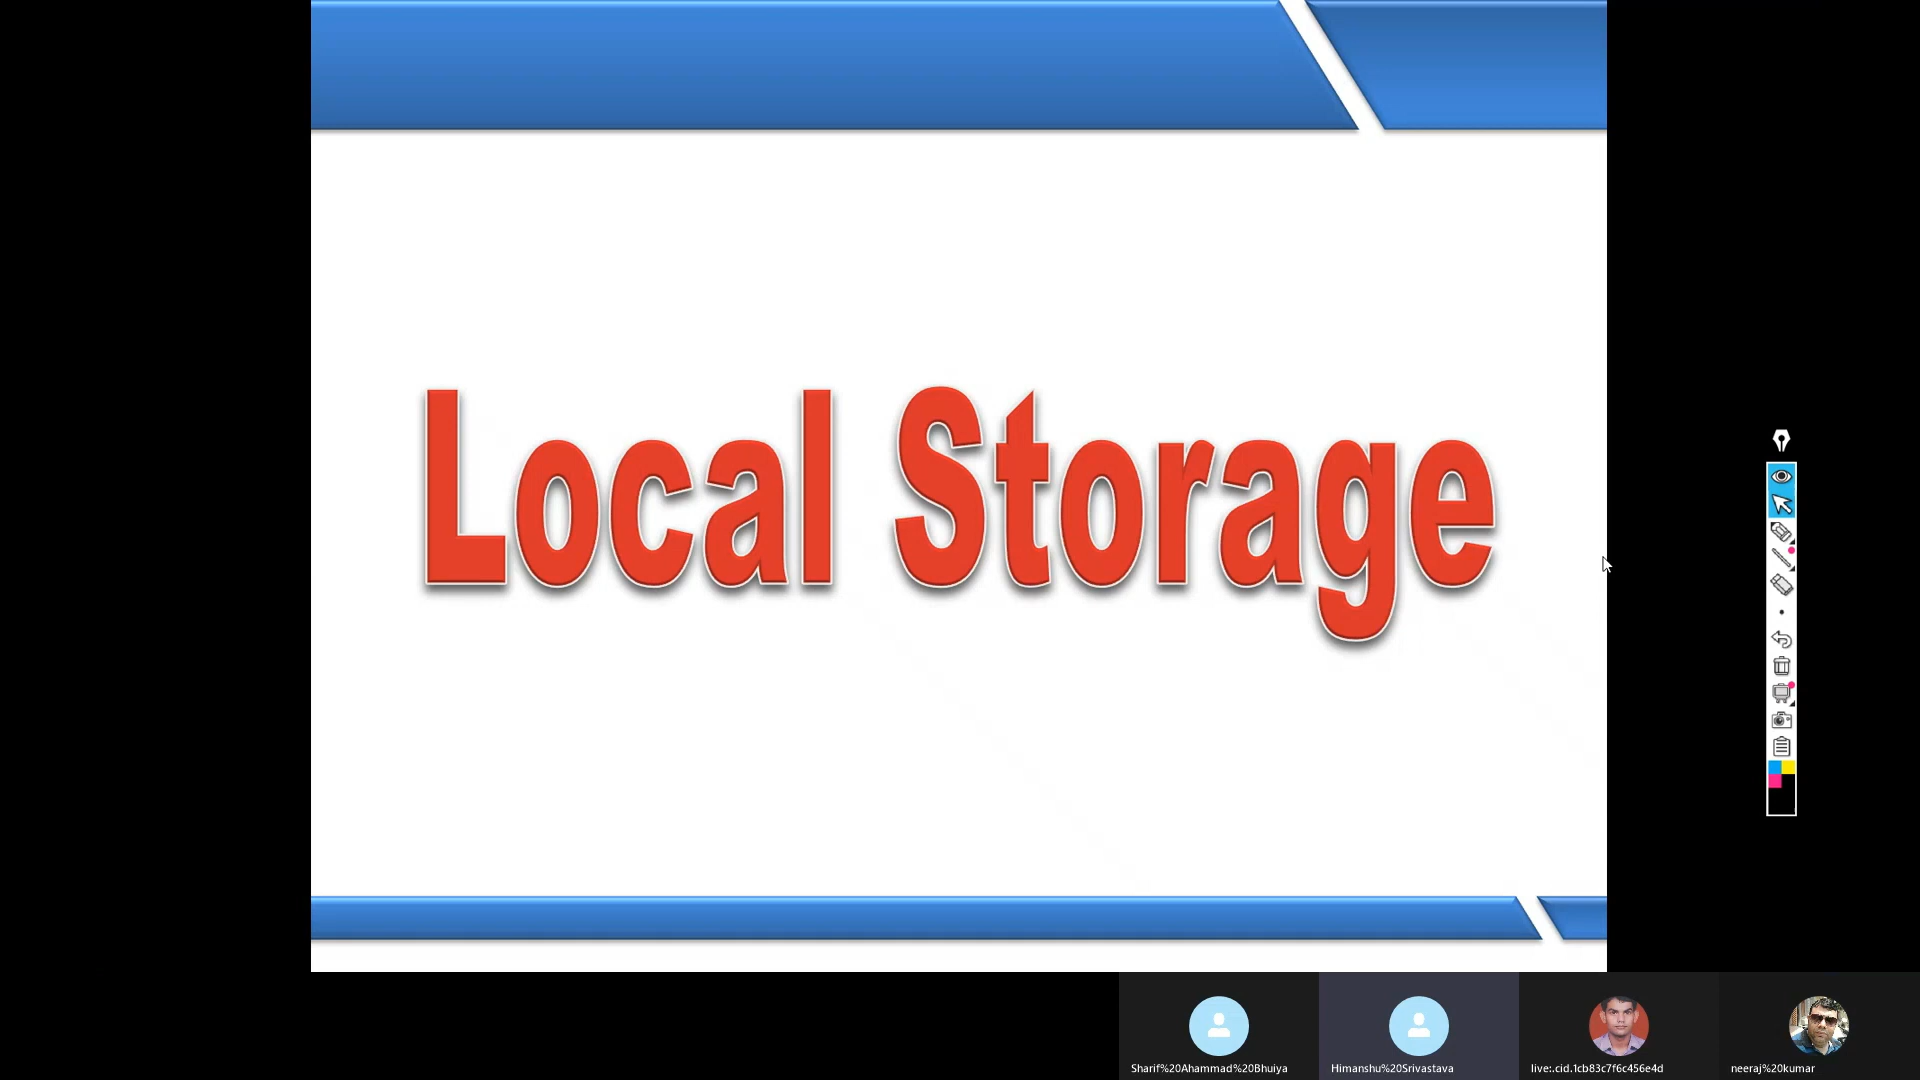 Local Storage
Sharif%20Ahammad%20Bhuiya
Himanshu%20Srivastava
live:.cid.1cb83c7f6c456e4d
neeraj%20kumar